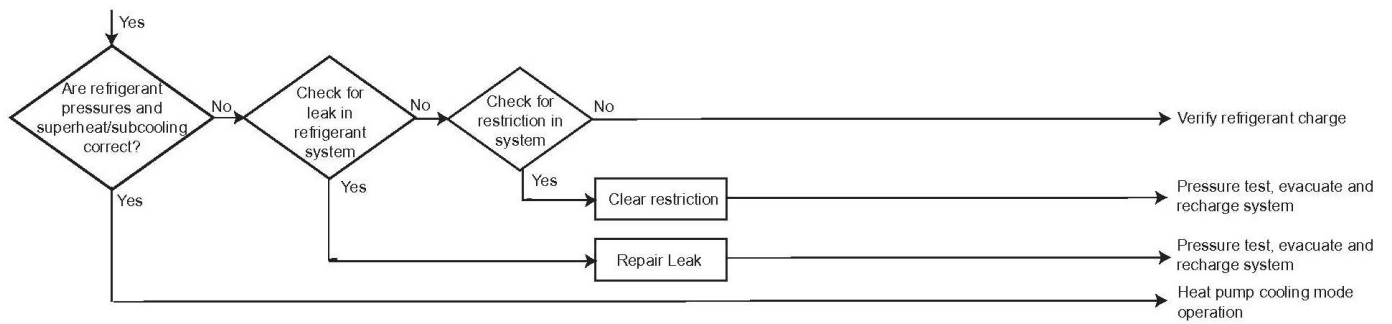 Yes
Are refrigerant
pressures and
superheat/subcooling
correct?
No
Check for
leak in
refrigerant
system
No
Check for
restriction in
system
No
Verify refrigerant charge
Yes
Clear restriction
Pressure test, evacuate and
recharge system
Yes
Repair Leak
Pressure test, evacuate and
recharge system
Yes
Heat pump cooling mode
operation